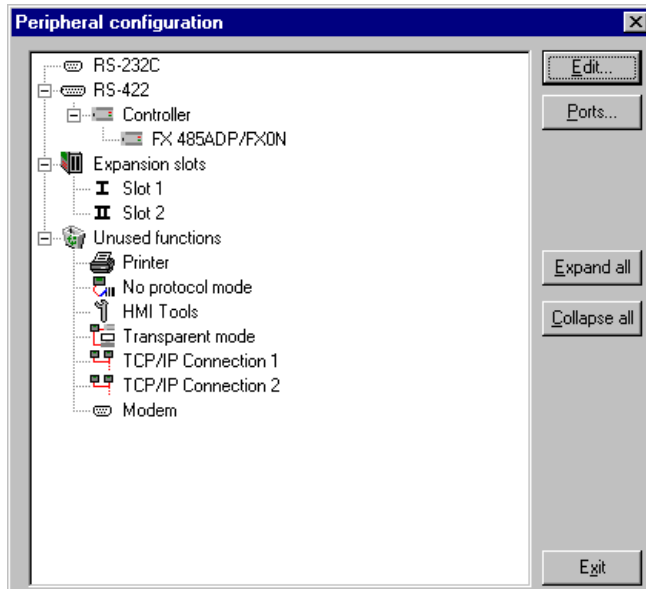 Peripheral configuration
RS-232C
RS-422
Controller
FX 485ADP/FX0N
Expansion slots
I Slot 1
II Slot 2
Unused functions
Printer
No protocol mode
HMI Tools
Transparent mode
TCP/IP Connection 1
TCP/IP Connection 2
Modem
Edit...
Ports...
Expand all
Collapse all
Exit